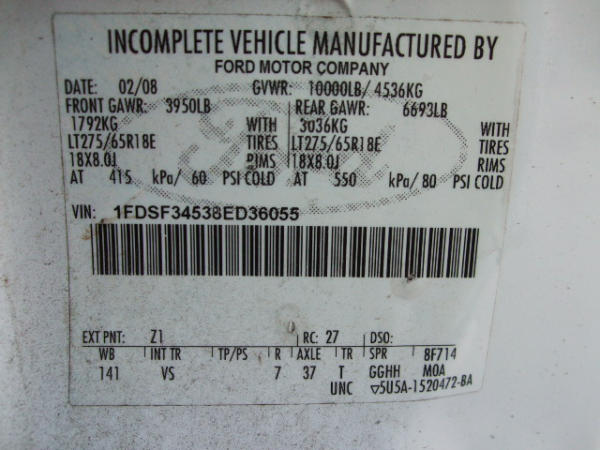 INCOMPLETE VEHICLE MANUFACTURED BY
FORD MOTOR COMPANY
DATE: 02/08 GVWR: 10000LB/ 4536KG
FRONT GAWR: 3950LB REAR GAWR: 6693LB
1792KG WITH 3036KG WITH
LT275/65R18E TIRES LT275/65R18E TIRES
18X8.0J RIMS 18X8.0J RIMS
AT 415 kPa/ 60 PSI COLD AT 550 kPa/ 80 PSI COLD
VIN: 1FDSF34538ED36055
EXT PNT: Z1 RC: 27 DSO:
WB INT TR TP/PS R AXLE TR SPR 8F714
141 VS 7 37 T GGHH MOA
UNC ▽5U5A-1520472-BA
Ford